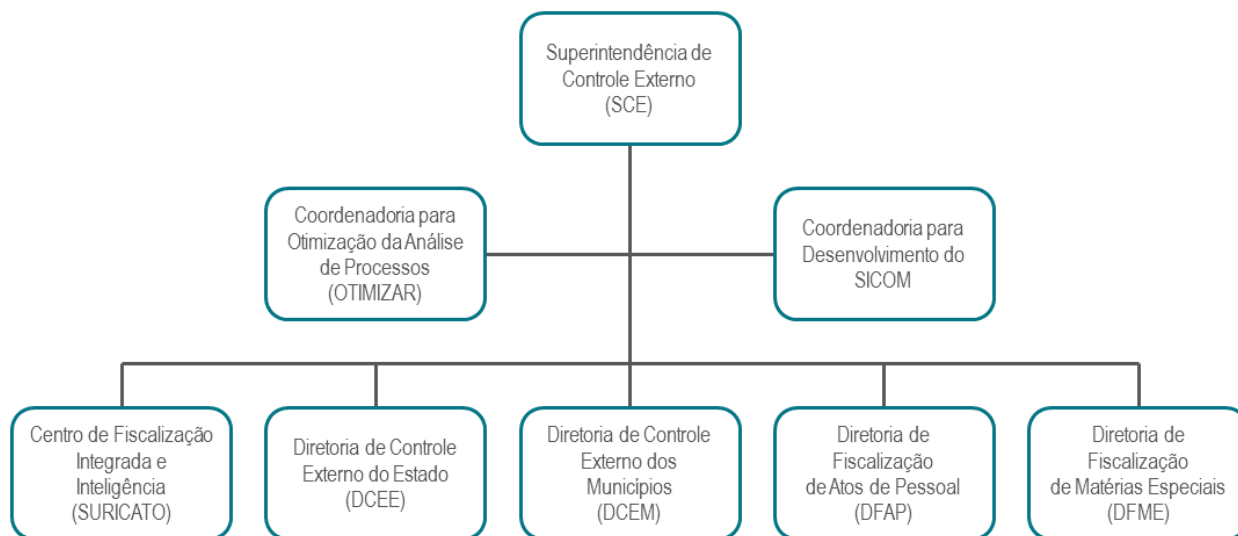 Superintendência de
Controle Externo
(SCE)
Coordenadoria para
Otimização da Análise
de Processos
(OTIMIZAR)
Coordenadoria para
Desenvolvimento do
SICOM
Centro de Fiscalização
Integrada e
Inteligência
(SURICATO)
Diretoria de Controle
Externo do Estado
(DCEE)
Diretoria de Controle
Externo dos
Municípios
(DCEM)
Diretoria de
Fiscalização
de Atos de Pessoal
(DFAP)
Diretoria de
Fiscalização
de Matérias Especiais
(DFME)